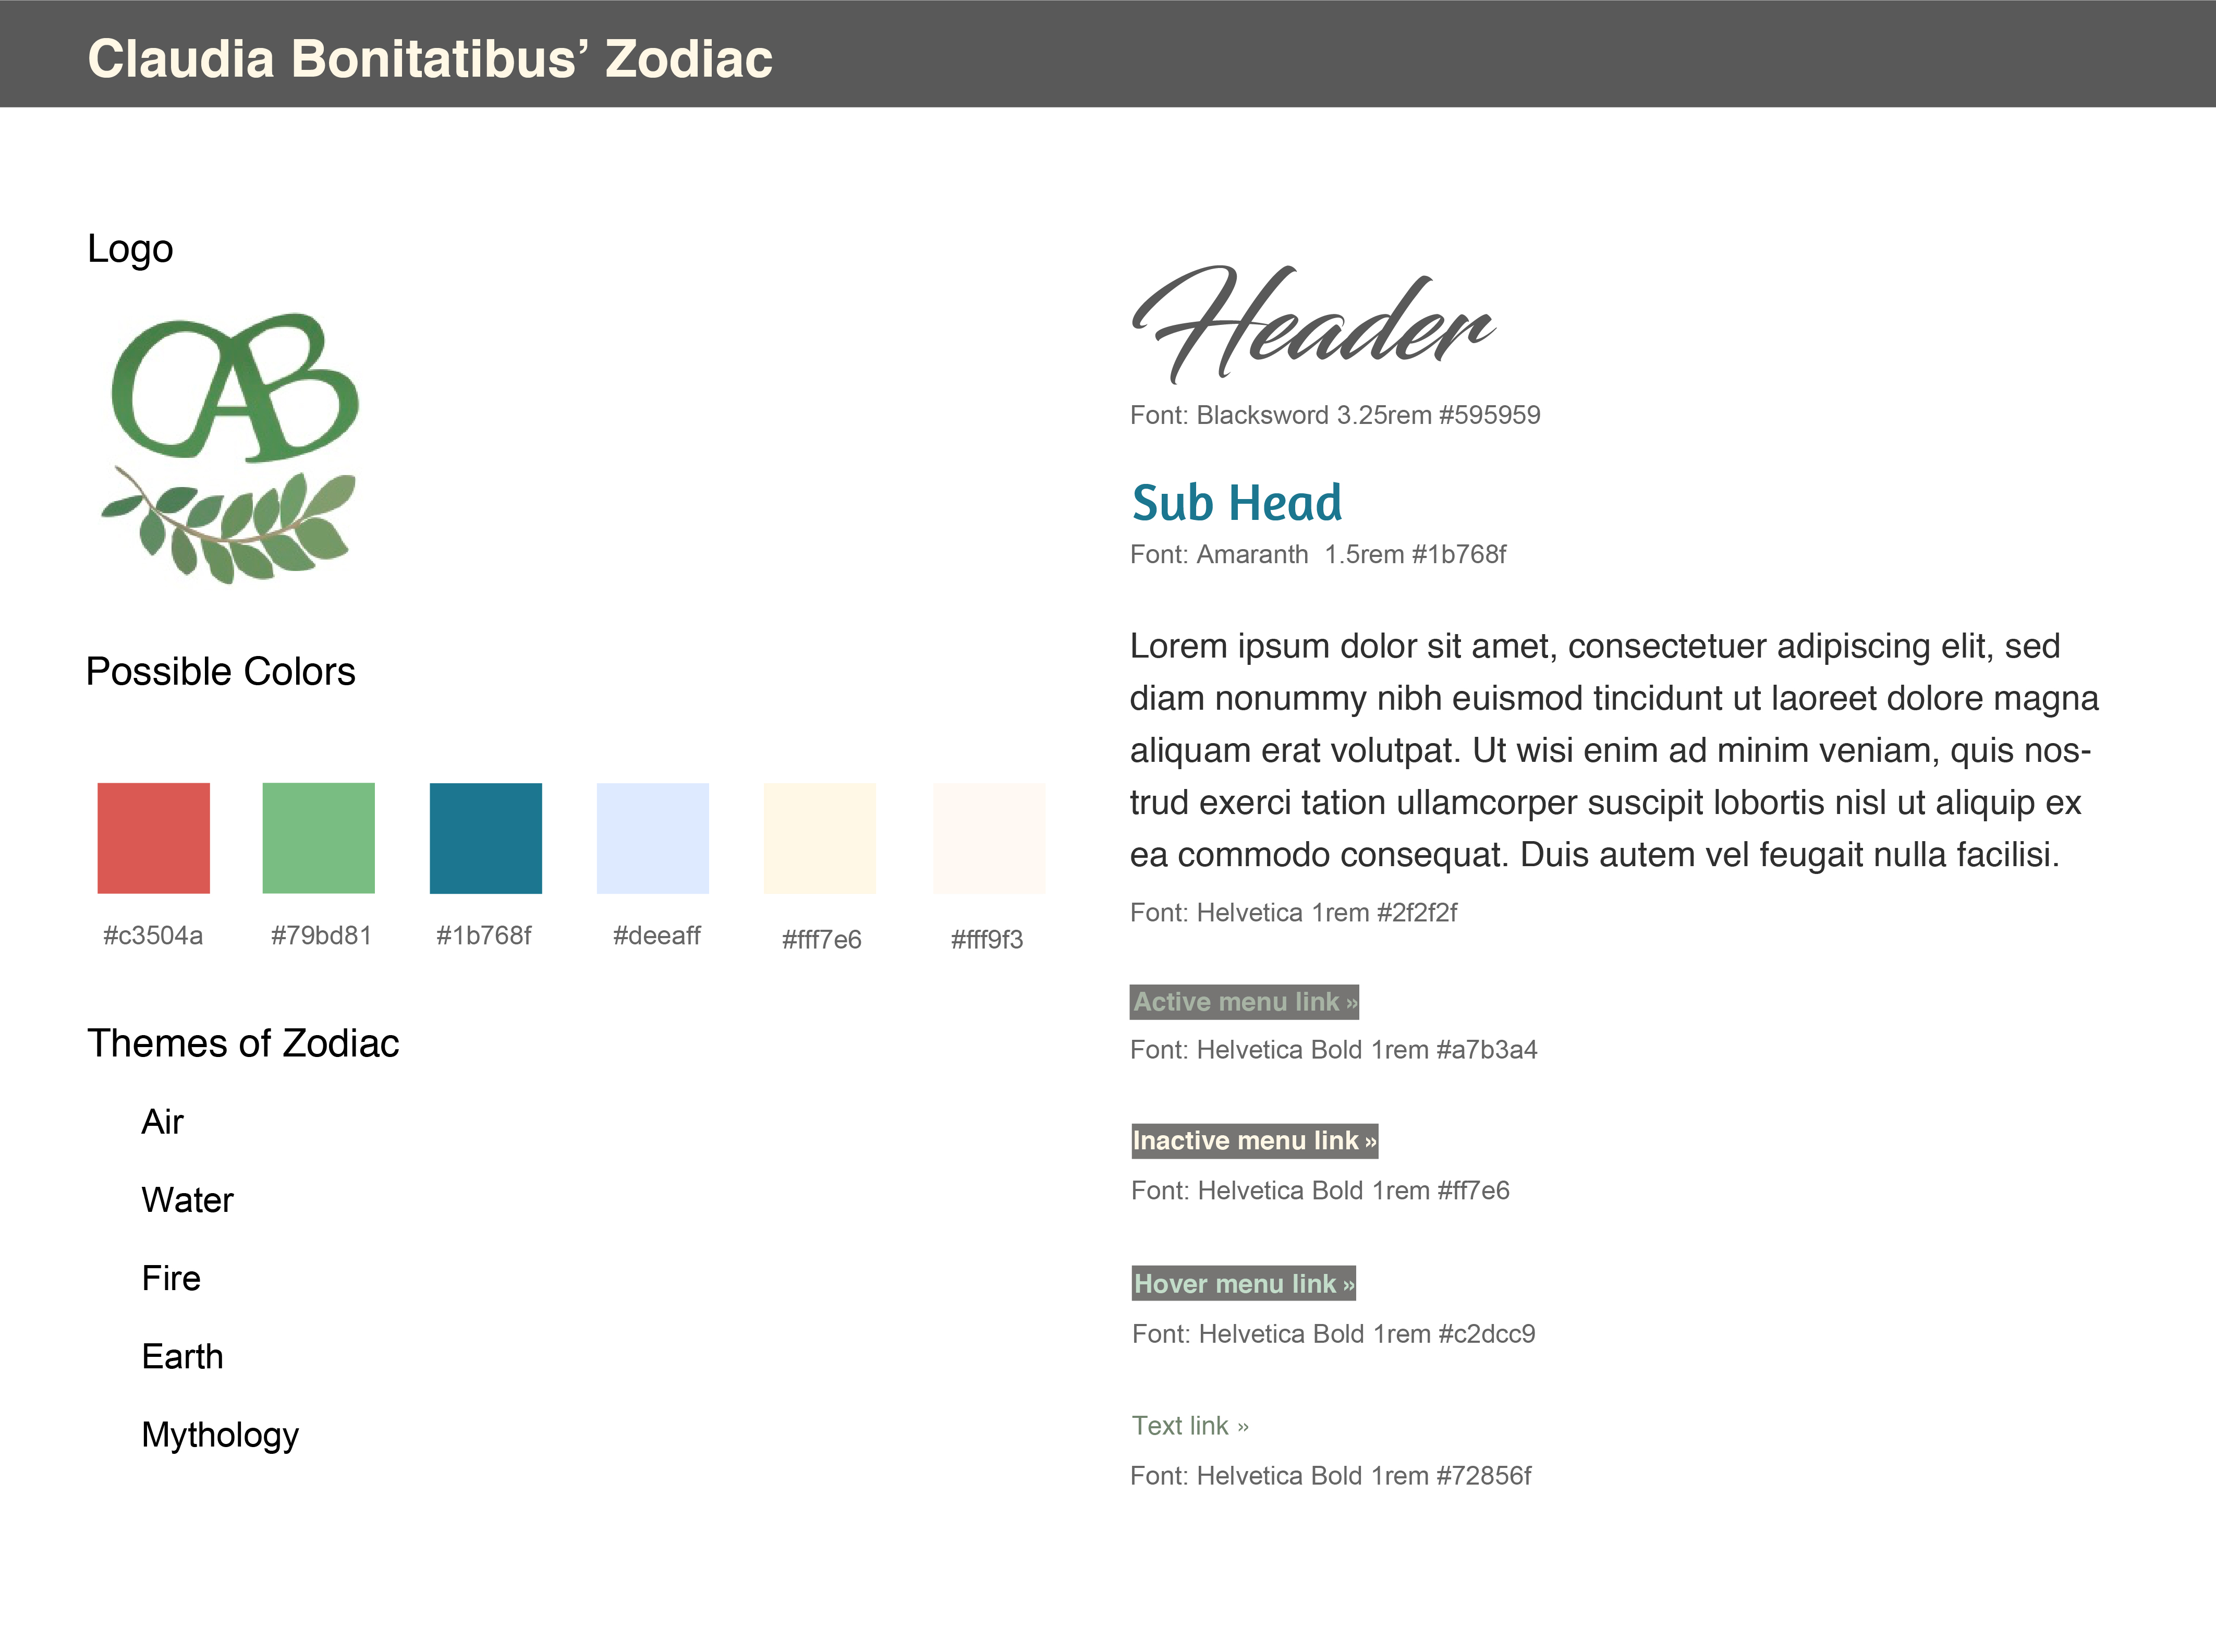 Claudia Bonitatibus’ Zodiac
Logo
CAB
Possible Colors
#c3504a
#79bd81
#1b768f
#deeaff
#fff7e6
#fff9f3
Themes of Zodiac
Air
Water
Fire
Earth
Mythology
Header
Font: Blacksword 3.25rem #595959
Sub Head
Font: Amaranth  1.5rem #1b768f
Lorem ipsum dolor sit amet, consectetuer adipiscing elit, sed
diam nonummy nibh euismod tincidunt ut laoreet dolore magna
aliquam erat volutpat. Ut wisi enim ad minim veniam, quis nos-
trud exerci tation ullamcorper suscipit lobortis nisl ut aliquip ex
ea commodo consequat. Duis autem vel feugait nulla facilisi.
Font: Helvetica 1rem #2f2f2f
Active menu link »
Font: Helvetica Bold 1rem #a7b3a4
Inactive menu link »
Font: Helvetica Bold 1rem #ff7e6
Hover menu link »
Font: Helvetica Bold 1rem #c2dcc9
Text link »
Font: Helvetica Bold 1rem #72856f